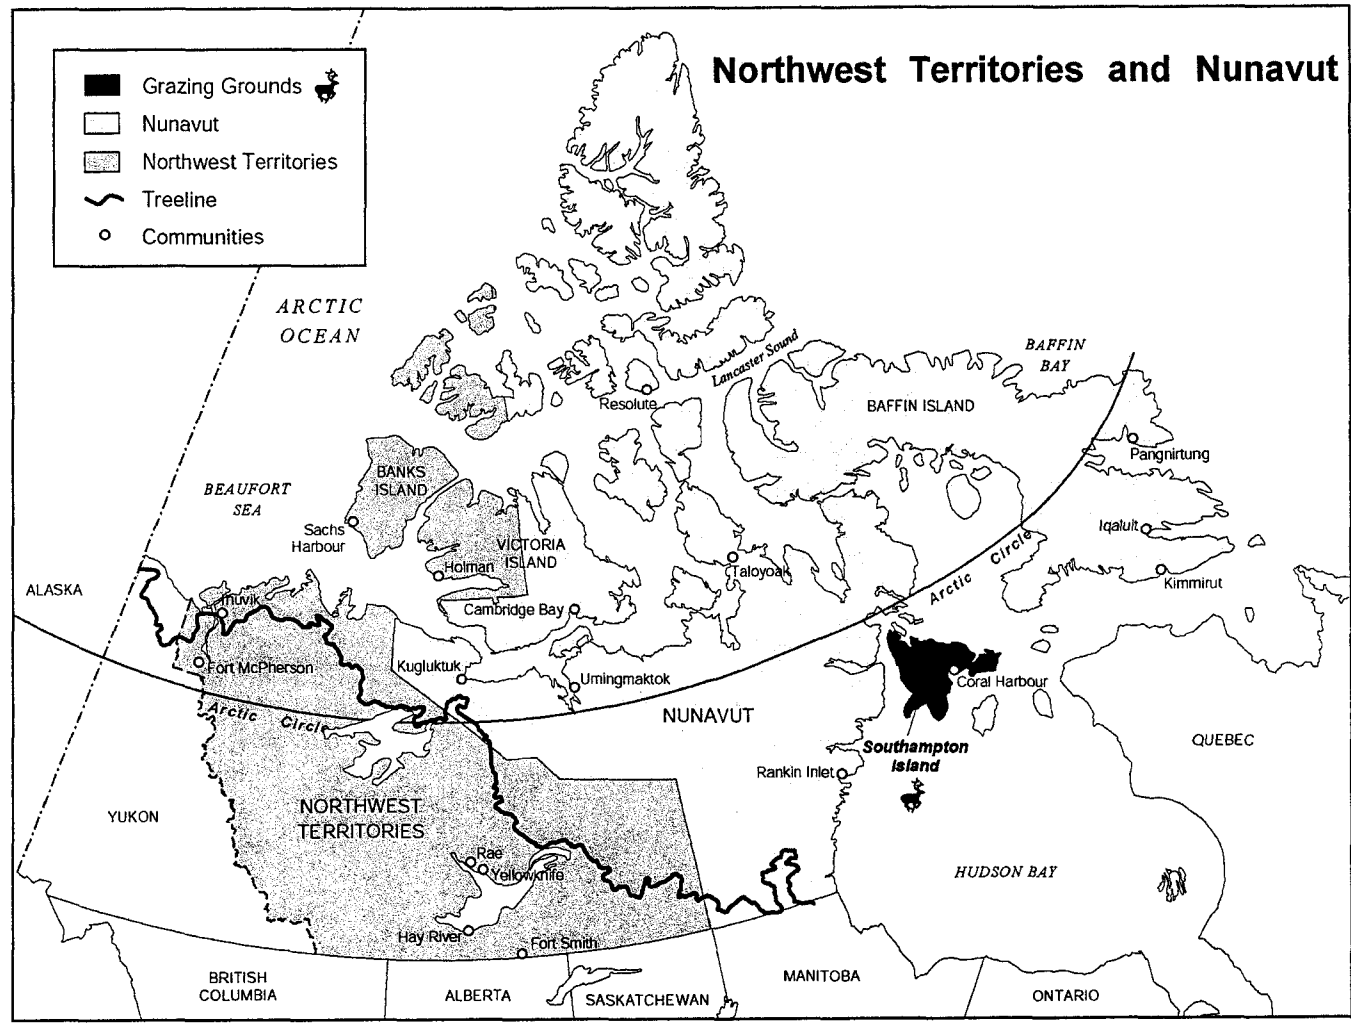 Northwest Territories and Nunavut
Grazing Grounds
Nunavut
Northwest Territories
Treeline
Communities
ARCTIC
OCEAN
Lancaster Sound
BAFFIN
BAY
Resolute
BAFFIN ISLAND
Pangnirtung
BANKS
ISLAND
BEAUFORT
SEA
Sachs
Harbour
VICTORIA
ISLAND
Holman
Taloyoak
Iqaluit
Arctic Circle
Kimmirut
ALASKA
Inuvik
Cambridge Bay
Fort McPherson
Kugluktuk
Umingmaktok
Coral Harbour
Arctic Circle
NUNAVUT
Southampton
Island
QUEBEC
Rankin Inlet
YUKON
NORTHWEST
TERRITORIES
Rae
Yellowknife
HUDSON BAY
Hay River
Fort Smith
BRITISH
COLUMBIA
ALBERTA
SASKATCHEWAN
MANITOBA
ONTARIO